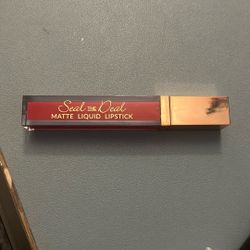 Seal THE Deal
MATTE LIQUID LIPSTICK